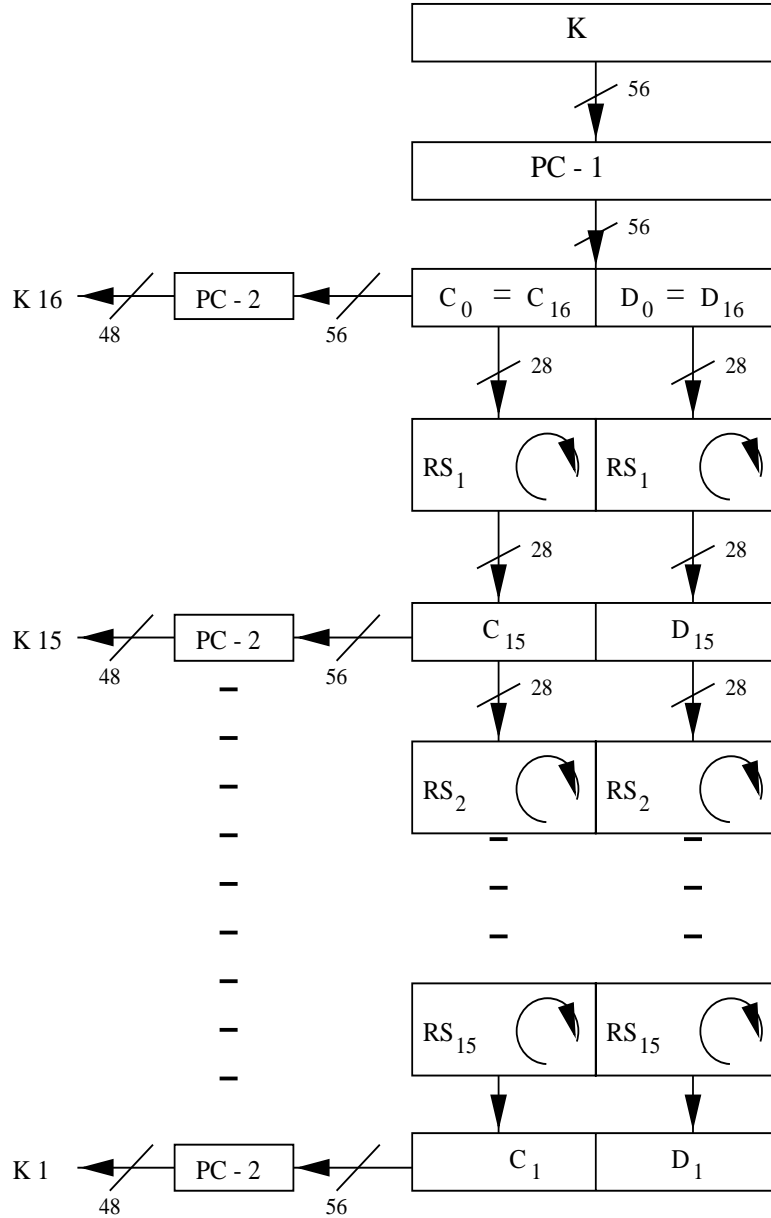 K
56
PC - 1
56
K 16 48 PC - 2 56 C0 = C16 D0 = D16
28 28
RS1 RS1
28 28
K 15 48 PC - 2 56 C15 D15
28 28
RS2 RS2
RS15 RS15
K 1 48 PC - 2 56 C1 D1